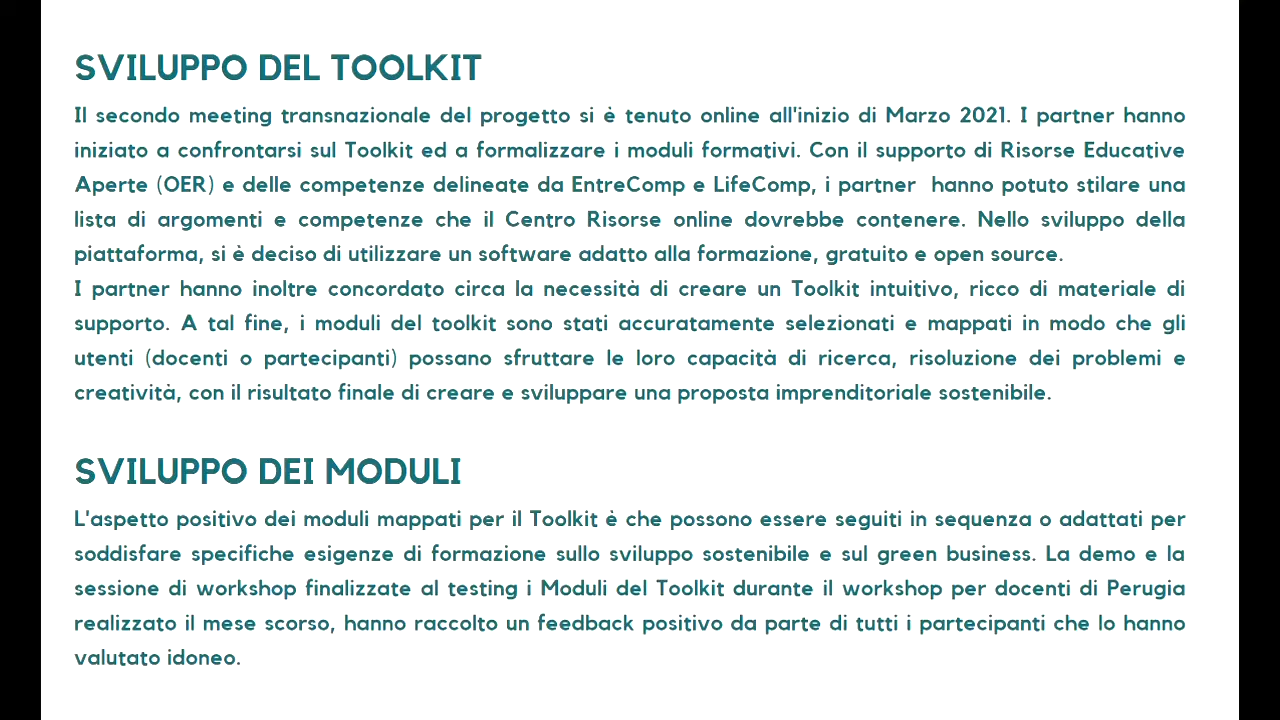 SVILUPPO DEL TOOLKIT
Il secondo meeting transnazionale del progetto si è tenuto online all'inizio di Marzo 2021. I partner hanno
iniziato a confrontarsi sul Toolkit ed a formalizzare i moduli formativi. Con il supporto di Risorse Educative
Aperte (OER) e delle competenze delineate da EntreComp e LifeComp, i partner  hanno potuto stilare una
lista di argomenti e competenze che il Centro Risorse online dovrebbe contenere. Nello sviluppo della
piattaforma, si è deciso di utilizzare un software adatto alla formazione, gratuito e open source.
I partner hanno inoltre concordato circa la necessità di creare un Toolkit intuitivo, ricco di materiale di
supporto. A tal fine, i moduli del toolkit sono stati accuratamente selezionati e mappati in modo che gli
utenti (docenti o partecipanti) possano sfruttare le loro capacità di ricerca, risoluzione dei problemi e
creatività, con il risultato finale di creare e sviluppare una proposta imprenditoriale sostenibile.
SVILUPPO DEI MODULI
L'aspetto positivo dei moduli mappati per il Toolkit è che possono essere seguiti in sequenza o adattati per
soddisfare specifiche esigenze di formazione sullo sviluppo sostenibile e sul green business. La demo e la
sessione di workshop finalizzate al testing i Moduli del Toolkit durante il workshop per docenti di Perugia
realizzato il mese scorso, hanno raccolto un feedback positivo da parte di tutti i partecipanti che lo hanno
valutato idoneo.